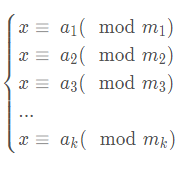 x ≡ a₁( mod m₁)
x ≡ a₂( mod m₂)
x ≡ a₃( mod m₃)
...
x ≡ aₖ( mod mₖ)